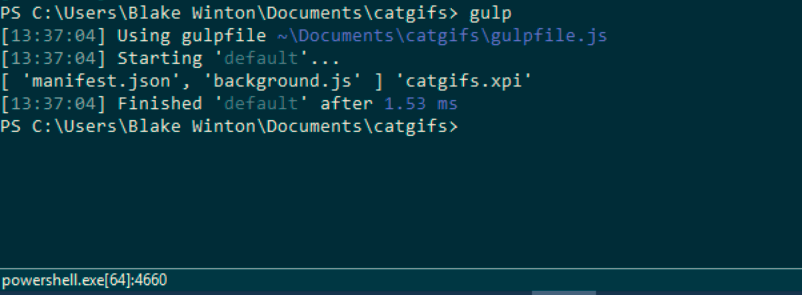 PS C:\Users\Blake Winton\Documents\catgifs> gulp
[13:37:04] Using gulpfile ~\Documents\catgifs\gulpfile.js
[13:37:04] Starting 'default'...
[ 'manifest.json', 'background.js' ] 'catgifs.xpi'
[13:37:04] Finished 'default' after 1.53 ms
PS C:\Users\Blake Winton\Documents\catgifs>
powershell.exe[64]:4660